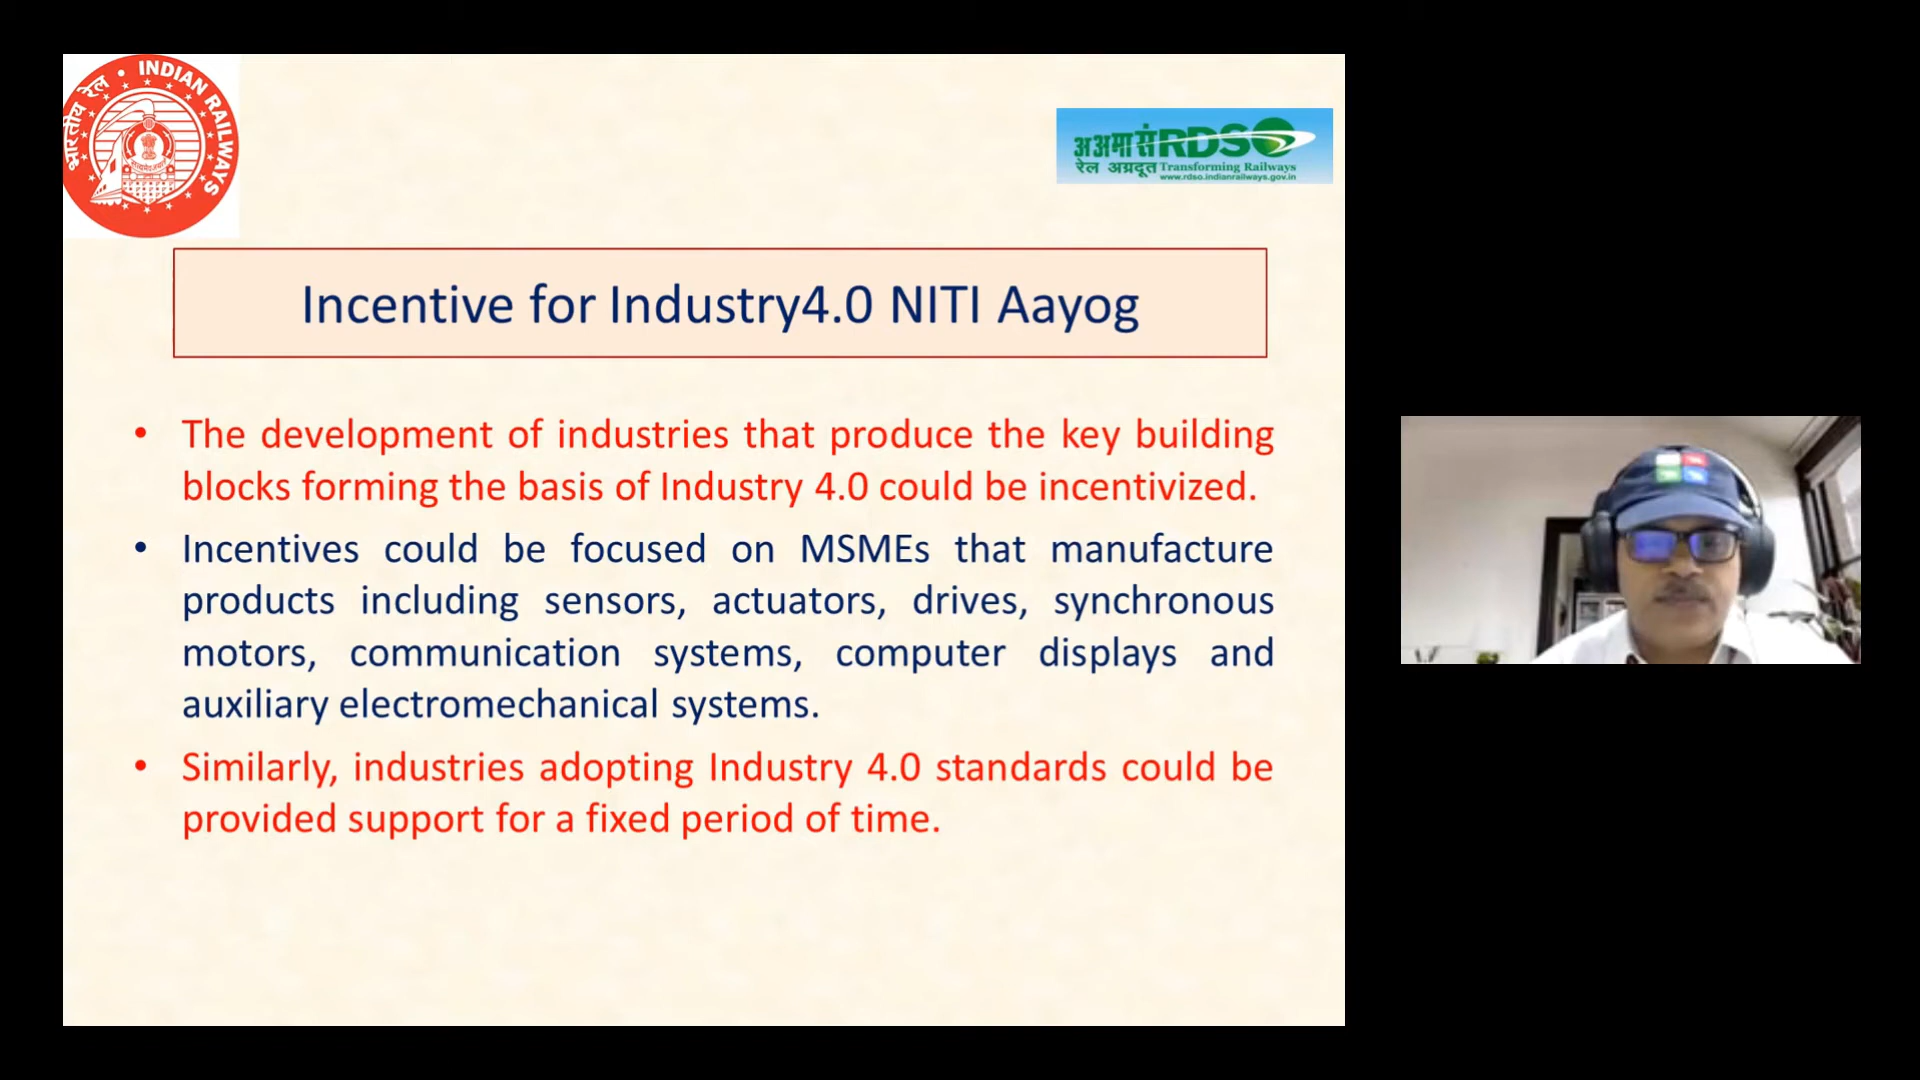 भारतीय रेल • INDIAN RAILWAYS
अ अ मा सं RDSO
रेल अग्रदूत Transforming Railways
www.rdso.indianrailways.gov.in
Incentive for Industry4.0 NITI Aayog
• The development of industries that produce the key building
blocks forming the basis of Industry 4.0 could be incentivized.
• Incentives could be focused on MSMEs that manufacture
products including sensors, actuators, drives, synchronous
motors, communication systems, computer displays and
auxiliary electromechanical systems.
• Similarly, industries adopting Industry 4.0 standards could be
provided support for a fixed period of time.